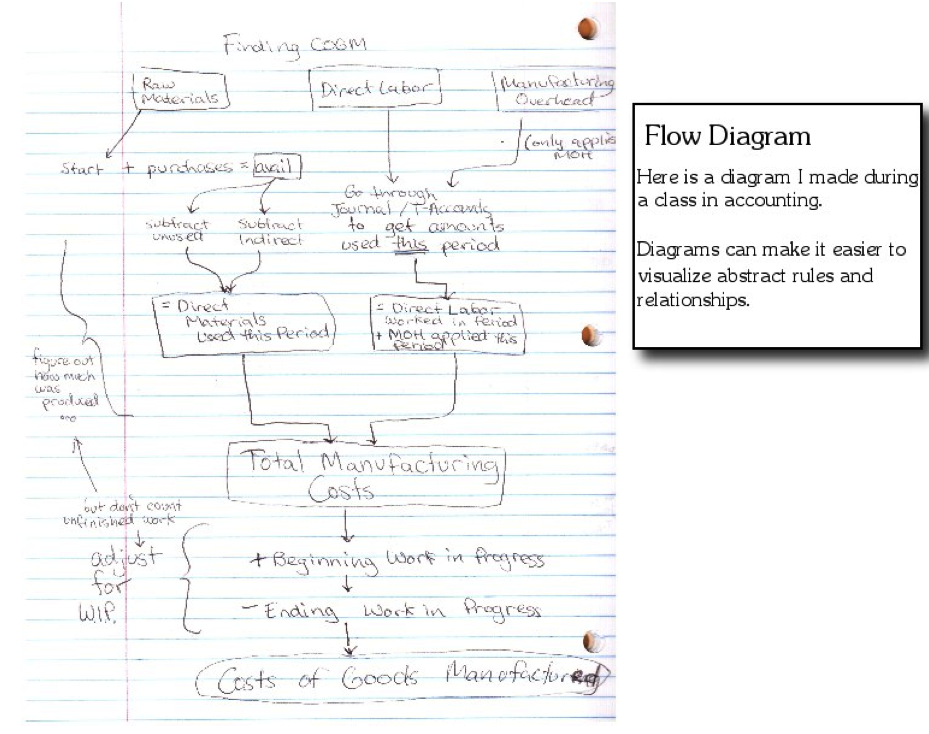 Finding COGM
Raw
Materials
Direct Labor
Manufacturing
Overhead
(only applied
MOH
Start + purchases = avail
subtract
unused
Subtract
Indirect
Go through
Journal / T-Accounts
to get amounts
used this period
= Direct
Materials
Used this Period
= Direct Labor
worked in Period
+ MOH applied this
Period
figure out
how much
was
produced
...
Total Manufacturing
Costs
but don't count
unfinished work
adjust
for
W.I.P.
+ Beginning Work in Progress
- Ending Work in Progress
Costs of Goods Manufactured
Flow Diagram
Here is a diagram I made during
a class in accounting.
Diagrams can make it easier to
visualize abstract rules and
relationships.